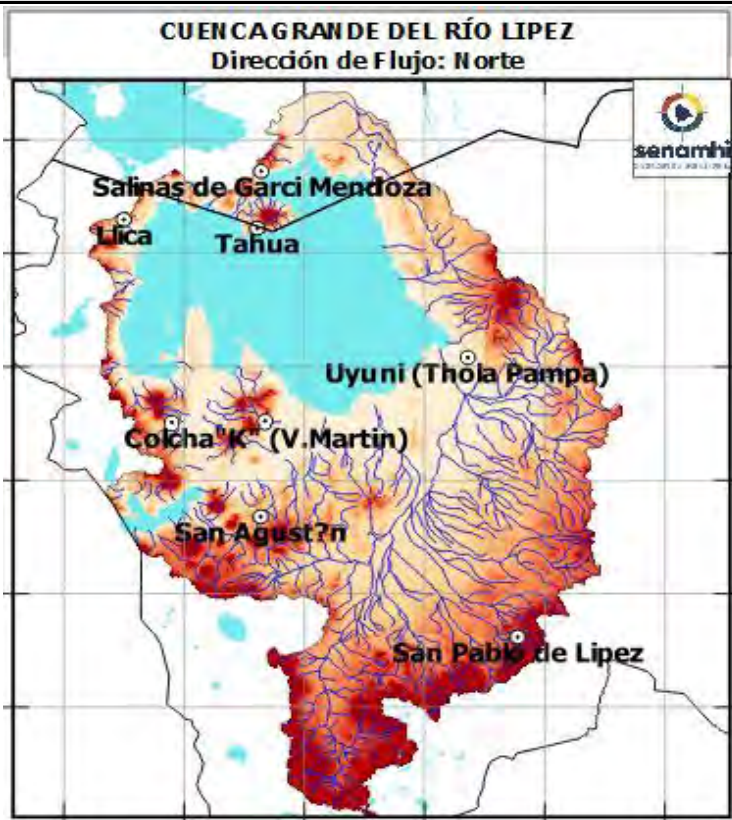 CUENCA GRANDE DEL RÍO LIPEZ
Dirección de Flujo: Norte
senamhi
Salinas de Garci Mendoza
Llica
Tahua
Uyuni (Thola Pampa)
Colcha"K" (V.Martin)
San Agust?n
San Pablo de Lipez